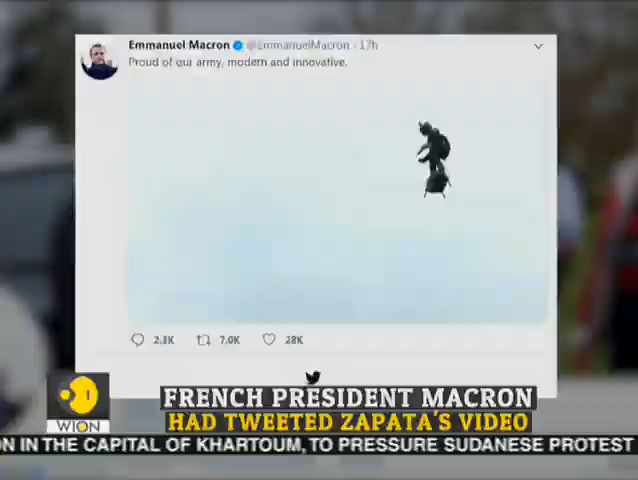 Emmanuel Macron @EmmanuelMacron · 17h
Proud of our army, modern and innovative.
2.1K 7.0K 28K
FRENCH PRESIDENT MACRON
HAD TWEETED ZAPATA'S VIDEO
WION
ON IN THE CAPITAL OF KHARTOUM, TO PRESSURE SUDANESE PROTEST